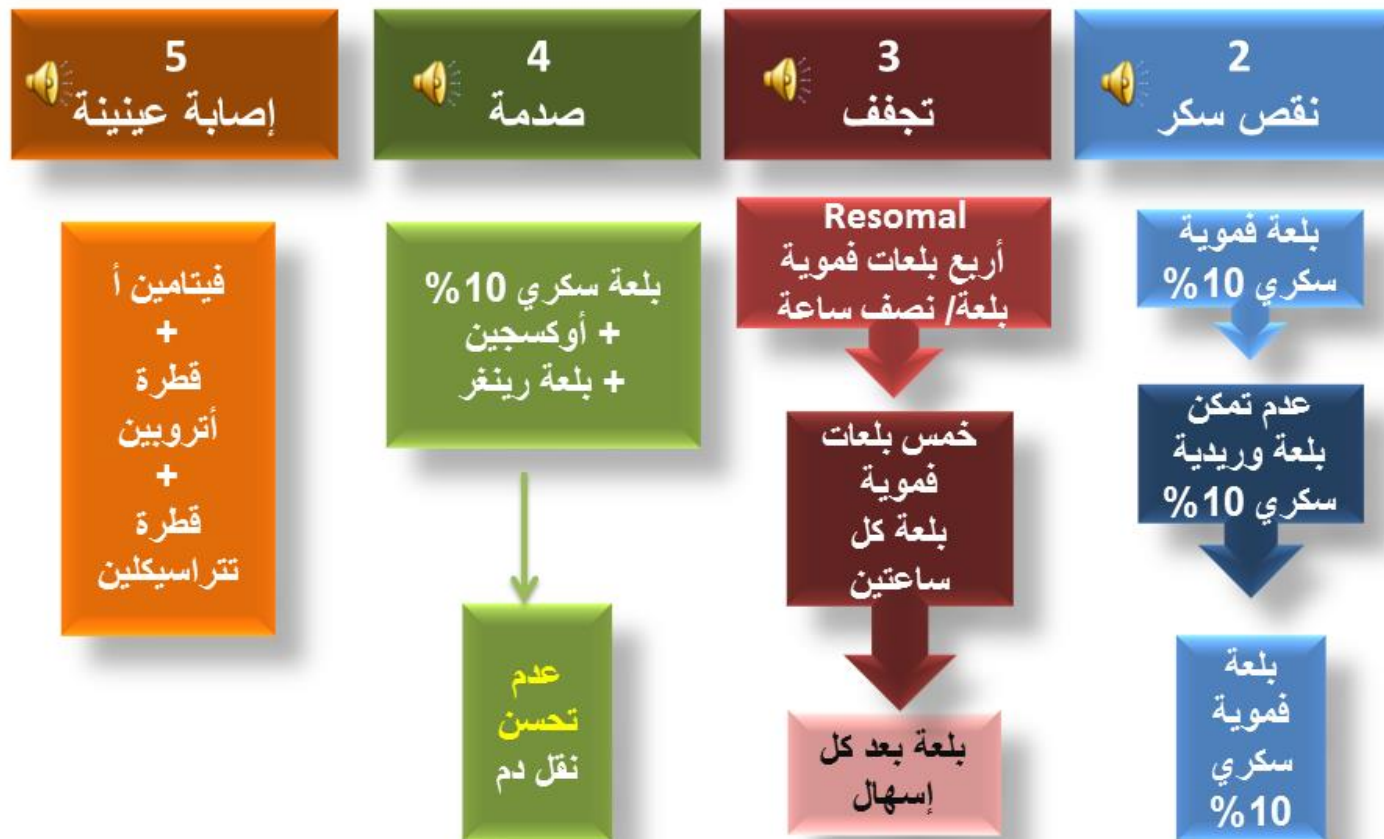 2
نقص سكر
بلعة فموية
سكري 10%
عدم تمكن
بلعة وريدية
سكري 10%
بلعة
فموية
سكري
10%
3
تجفف
Resomal
أربع بلعات فموية
بلعة/ نصف ساعة
خمس بلعات
فموية
بلعة كل
ساعتين
بلعة بعد كل
إسهال
4
صدمة
بلعة سكري 10%
+ أوكسجين
+ بلعة رينغر
عدم
تحسن
نقل دم
5
إصابة عينينة
فيتامين أ
+
قطرة
أتروبين
+
قطرة
تتراسيكلين